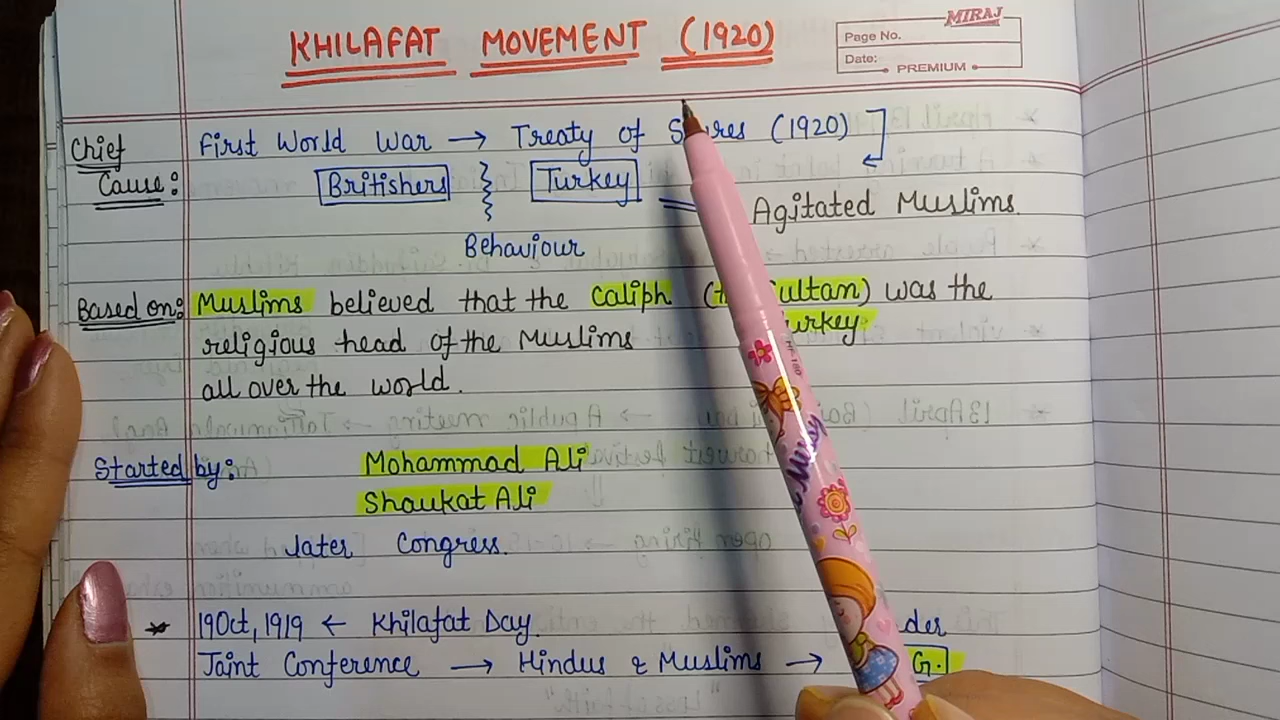 MIRAJ
KHILAFAT MOVEMENT (1920)
Page No.
Date:
PREMIUM
Chief First World War → Treaty of (1920)
Cause: Britishers Turkey
Agitated Muslims
Behaviour
Based on: Muslims believed that the Caliph ( Sultan) was the
religious head of the Muslims
all over the world.
Started by: Mohammad Ali
Shaukat Ali
later Congress.
19 Oct, 1919 ← Khilafat Day.
Joint Conference → Hindus & Muslims → G.